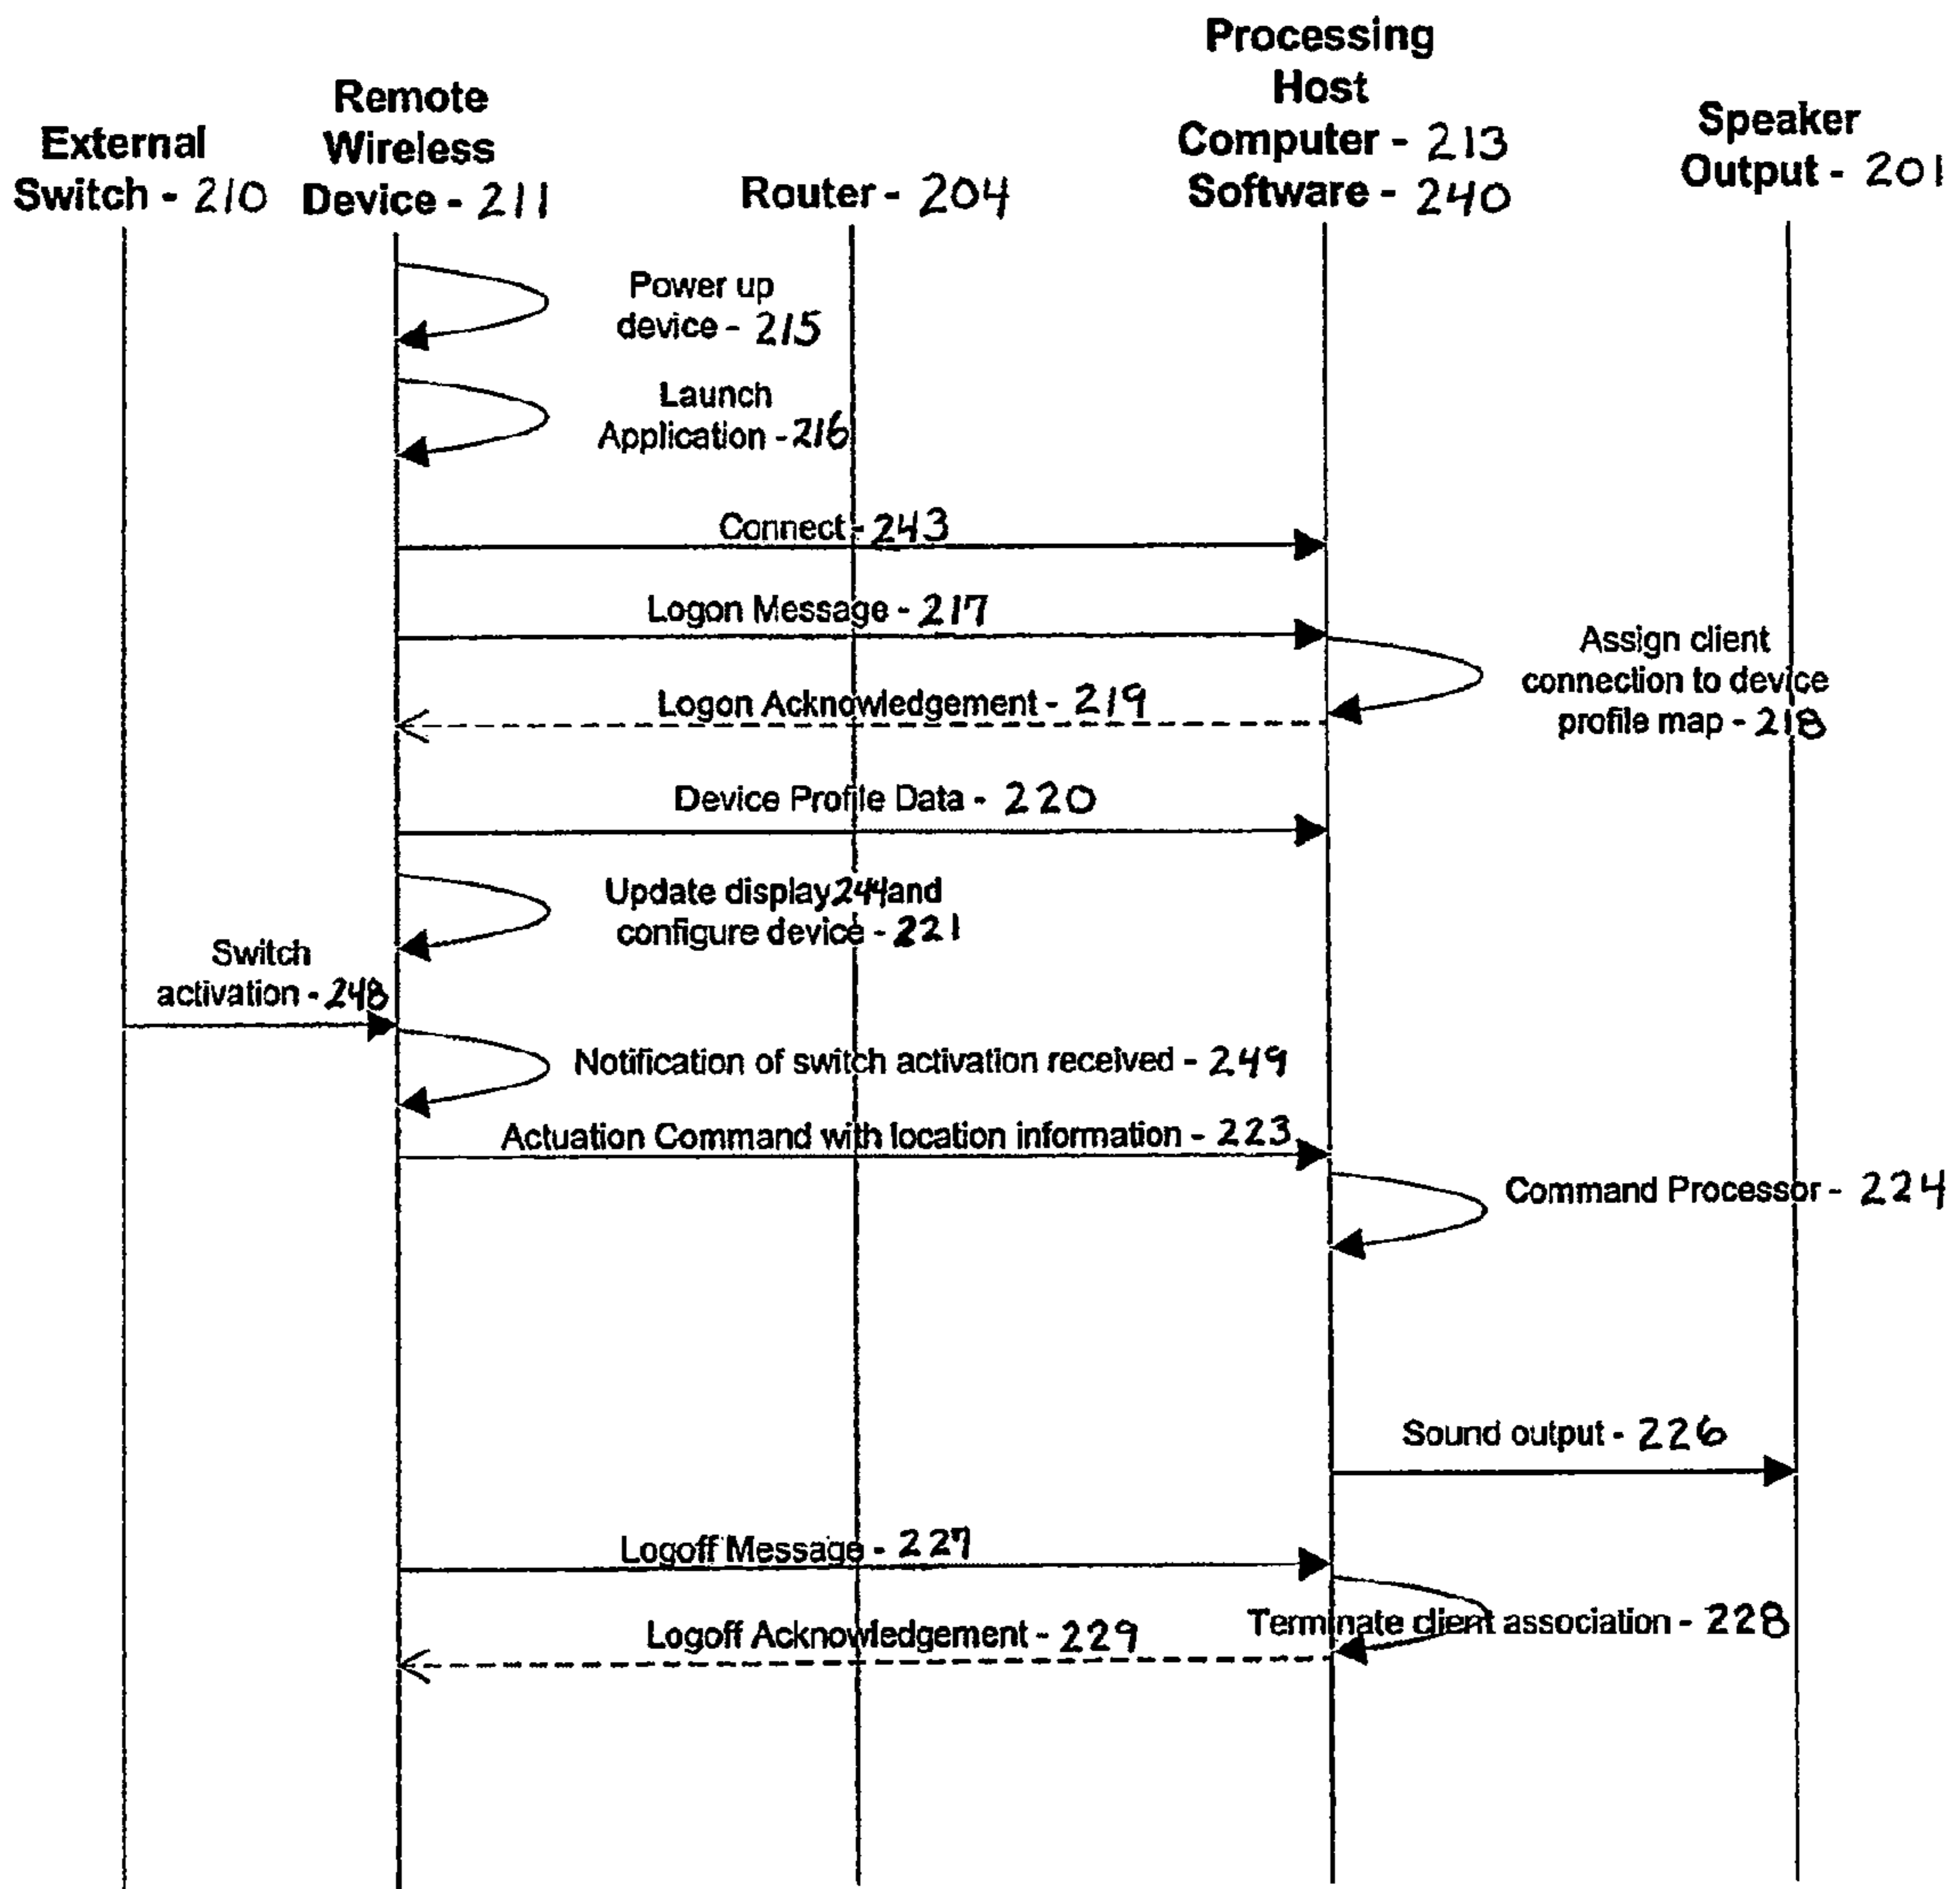 External
Switch - 210
Remote
Wireless
Device - 211
Router - 204
Processing
Host
Computer - 213
Software - 240
Speaker
Output - 201
Power up
device - 215
Launch
Application - 216
Connect - 243
Logon Message - 217
Assign client
connection to device
profile map - 218
Logon Acknowledgement - 219
Device Profile Data - 220
Update display 244 and
configure device - 221
Switch
activation - 248
Notification of switch activation received - 249
Actuation Command with location information - 223
Command Processor - 224
Sound output - 226
Logoff Message - 227
Terminate client association - 228
Logoff Acknowledgement - 229